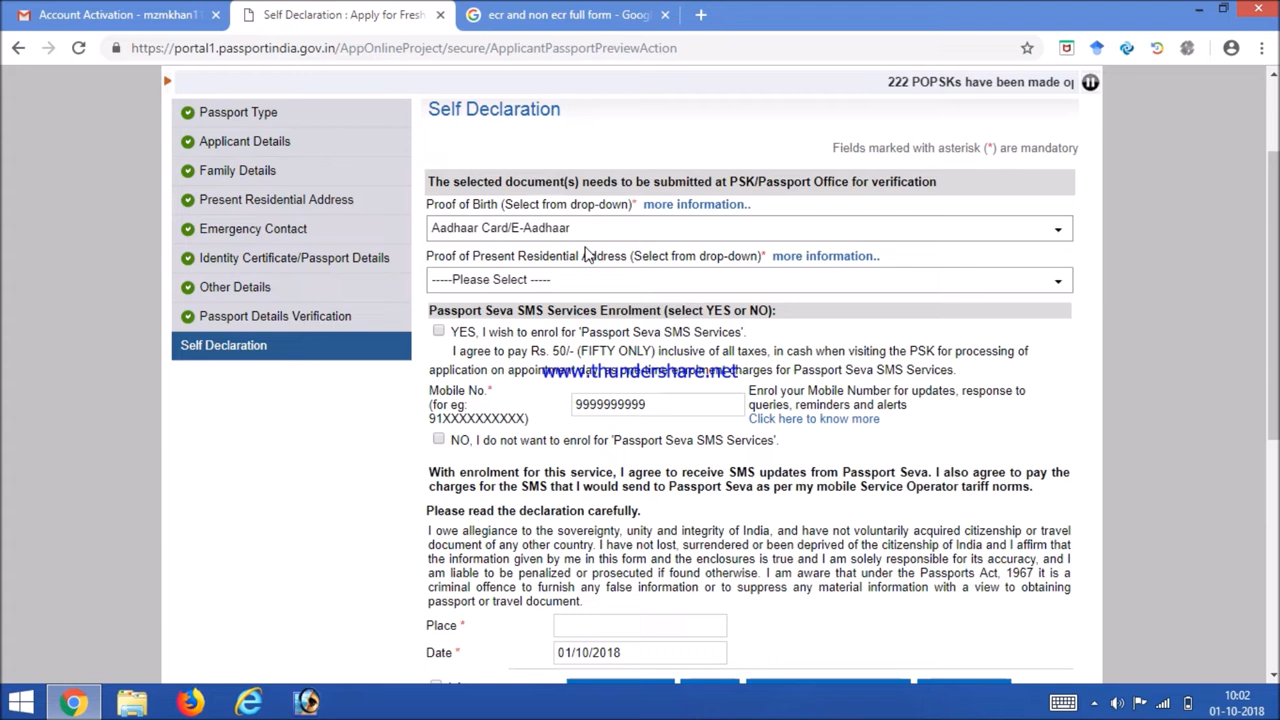 Account Activation - mzmkhan1
Self Declaration : Apply for Fresh
ecr and non ecr full form - Goog
https://portal1.passportindia.gov.in/AppOnlineProject/secure/ApplicantPassportPreviewAction
222 POPSKs have been made op
Passport Type
Applicant Details
Family Details
Present Residential Address
Emergency Contact
Identity Certificate/Passport Details
Other Details
Passport Details Verification
Self Declaration
Self Declaration
Fields marked with asterisk (*) are mandatory
The selected document(s) needs to be submitted at PSK/Passport Office for verification
Proof of Birth (Select from drop-down)* more information..
Aadhaar Card/E-Aadhaar
Proof of Present Residential Address (Select from drop-down)* more information..
-----Please Select -----
Passport Seva SMS Services Enrolment (select YES or NO):
YES, I wish to enrol for 'Passport Seva SMS Services'.
I agree to pay Rs. 50/- (FIFTY ONLY) inclusive of all taxes, in cash when visiting the PSK for processing of
application on appointment day, as one-time enrolment charges for Passport Seva SMS Services.
www.thundershare.net
Mobile No.*
(for eg:
91XXXXXXXXXX)
9999999999
Enrol your Mobile Number for updates, response to
queries, reminders and alerts
Click here to know more
NO, I do not want to enrol for 'Passport Seva SMS Services'.
With enrolment for this service, I agree to receive SMS updates from Passport Seva. I also agree to pay the
charges for the SMS that I would send to Passport Seva as per my mobile Service Operator tariff norms.
Please read the declaration carefully.
I owe allegiance to the sovereignty, unity and integrity of India, and have not voluntarily acquired citizenship or travel
document of any other country. I have not lost, surrendered or been deprived of the citizenship of India and I affirm that
the information given by me in this form and the enclosures is true and I am solely responsible for its accuracy, and I
am liable to be penalized or prosecuted if found otherwise. I am aware that under the Passports Act, 1967 it is a
criminal offence to furnish any false information or to suppress any material information with a view to obtaining
passport or travel document.
Place *
Date *
01/10/2018
10:02
01-10-2018